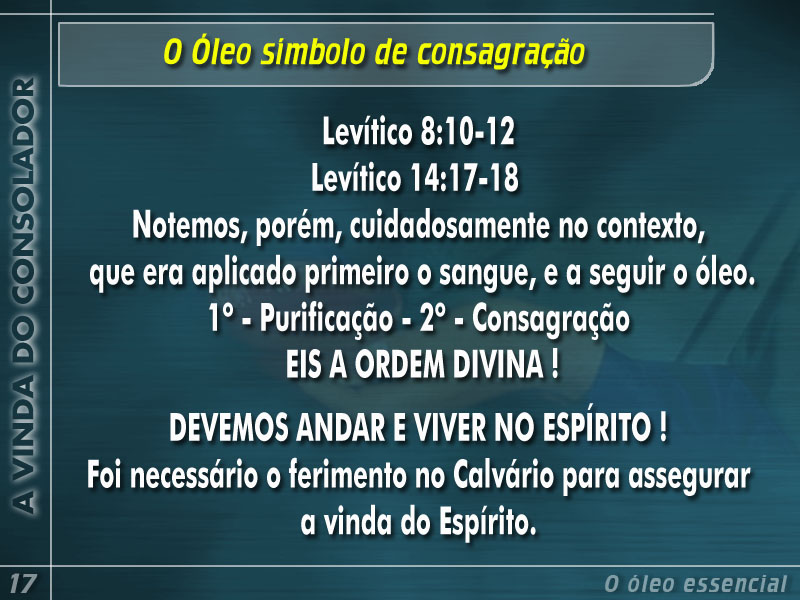 O Óleo símbolo de consagração
A VINDA DO CONSOLADOR
Levítico 8:10-12
Levítico 14:17-18
Notemos, porém, cuidadosamente no contexto,
que era aplicado primeiro o sangue, e a seguir o óleo.
1º - Purificação - 2º - Consagração
EIS A ORDEM DIVINA !
DEVEMOS ANDAR E VIVER NO ESPÍRITO !
Foi necessário o ferimento no Calvário para assegurar
a vinda do Espírito.
17
O óleo essencial